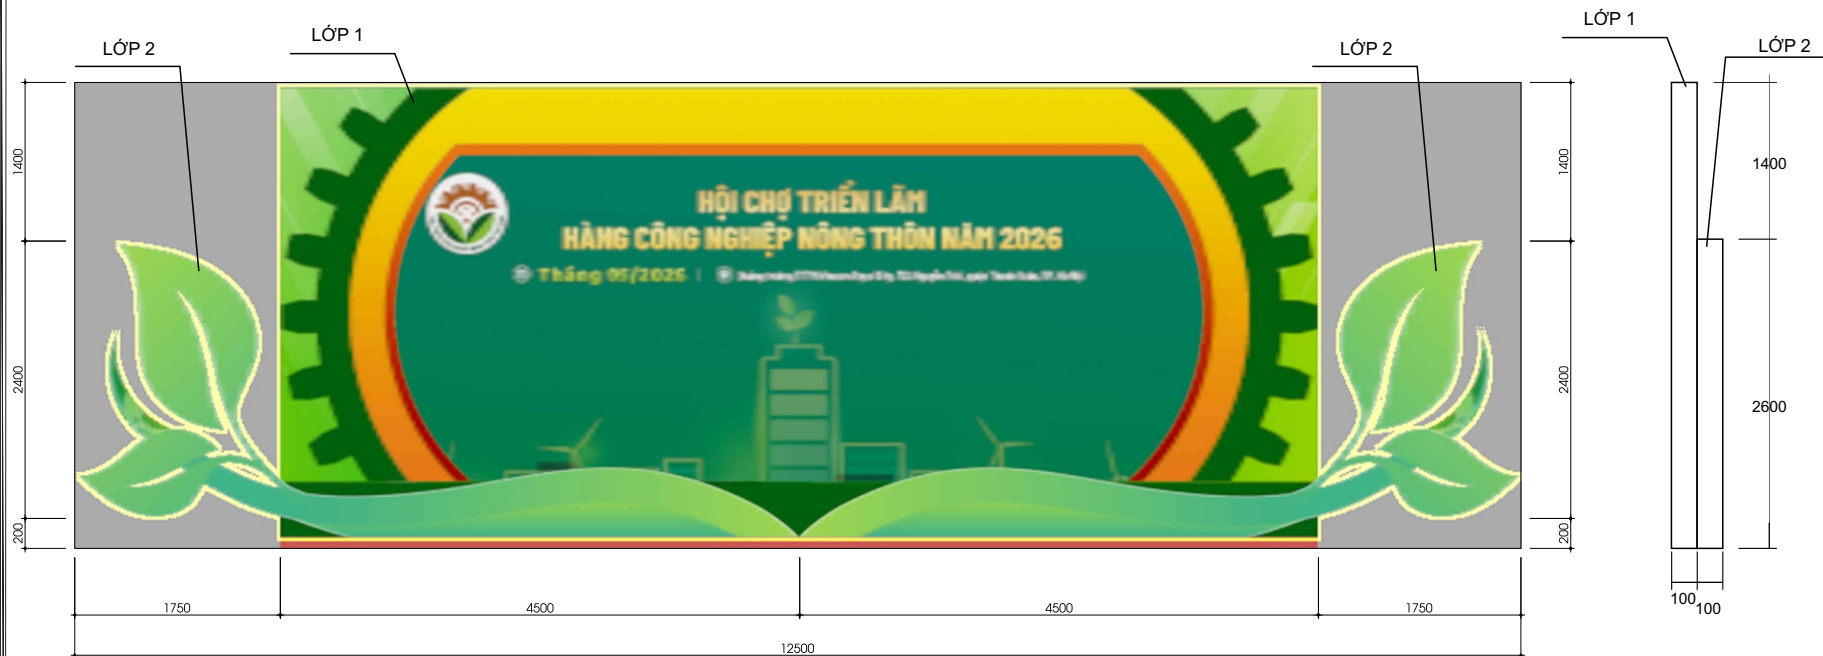 LỚP 1
LỚP 2
LỚP 1
LỚP 2
LỚP 2
1400
2400
200
HỘI CHỢ TRIỂN LÃM
HÀNG CÔNG NGHIỆP NÔNG THÔN NĂM 2026
Tháng 05/2025
1400
2400
200
1400
2600
100
100
1750
4500
4500
1750
12500